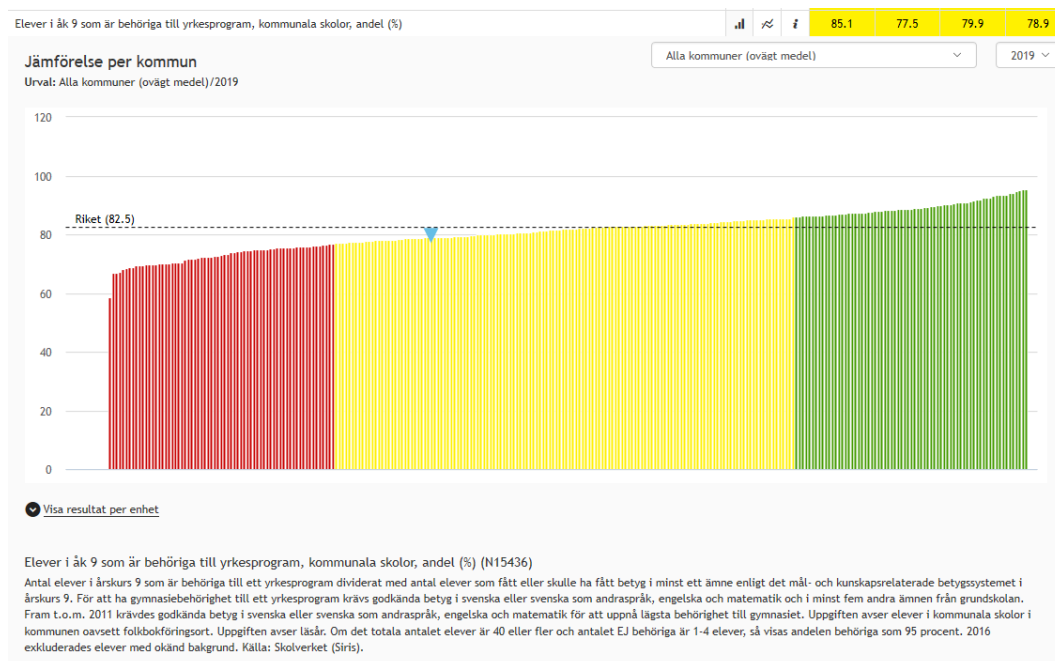 Elever i åk 9 som är behöriga till yrkesprogram, kommunala skolor, andel (%) i 85.1 77.5 79.9 78.9
Jämförelse per kommun
Alla kommuner (ovägt medel) 2019
Urval: Alla kommuner (ovägt medel)/2019
120
100
Riket (82.5)
80
60
40
20
0
Visa resultat per enhet
Elever i åk 9 som är behöriga till yrkesprogram, kommunala skolor, andel (%) (N15436)
Antal elever i årskurs 9 som är behöriga till ett yrkesprogram dividerat med antal elever som fått eller skulle ha fått betyg i minst ett ämne enligt det mål- och kunskapsrelaterade betygssystemet i
årskurs 9. För att ha gymnasiebehörighet till ett yrkesprogram krävs godkända betyg i svenska eller svenska som andraspråk, engelska och matematik och i minst fem andra ämnen från grundskolan.
Fram t.o.m. 2011 krävdes godkända betyg i svenska eller svenska som andraspråk, engelska och matematik för att uppnå lägsta behörighet till gymnasiet. Uppgiften avser elever i kommunala skolor i
kommunen oavsett folkbokföringsort. Uppgiften avser läsår. Om det totala antalet elever är 40 eller fler och antalet EJ behöriga är 1-4 elever, så visas andelen behöriga som 95 procent. 2016
exkluderades elever med okänd bakgrund. Källa: Skolverket (Siris).